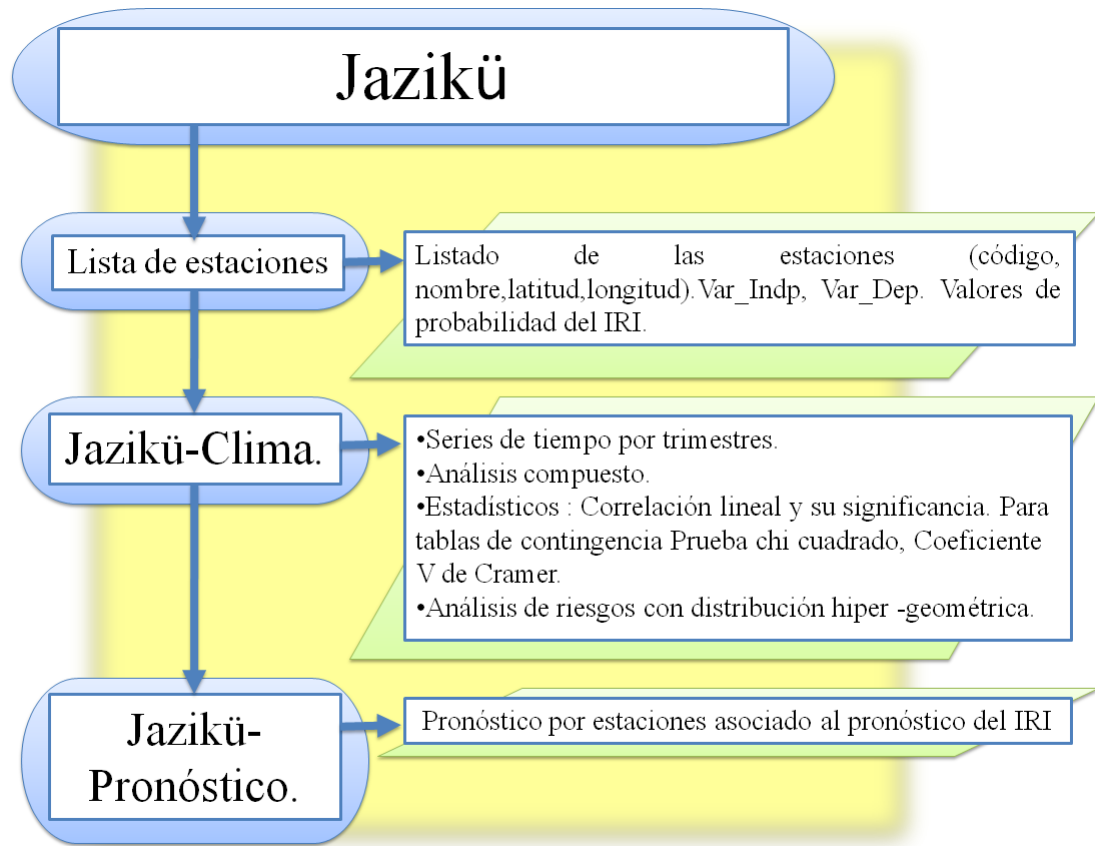 Jazikü
Lista de estaciones
Listado de las estaciones (código,
nombre,latitud,longitud).Var_Indp, Var_Dep. Valores de
probabilidad del IRI.
Jazikü-Clima.
•Series de tiempo por trimestres.
•Análisis compuesto.
•Estadísticos : Correlación lineal y su significancia. Para
tablas de contingencia Prueba chi cuadrado, Coeficiente
V de Cramer.
•Análisis de riesgos con distribución hiper -geométrica.
Jazikü-
Pronóstico.
Pronóstico por estaciones asociado al pronóstico del IRI